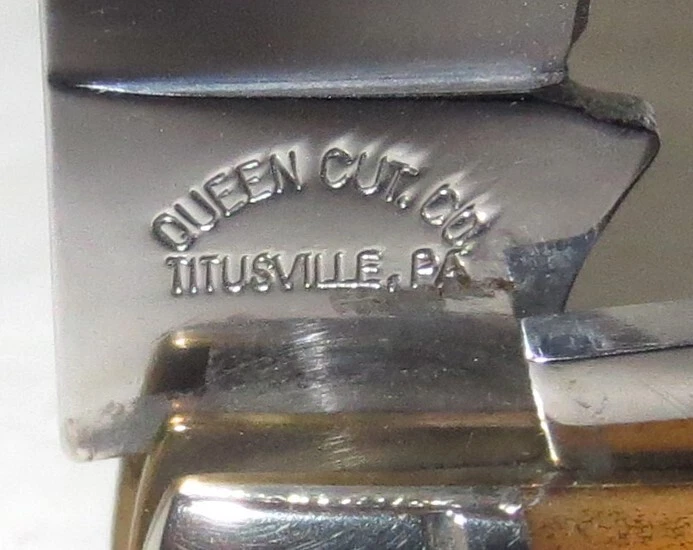 QUEEN CUT. CO.
TITUSVILLE, PA